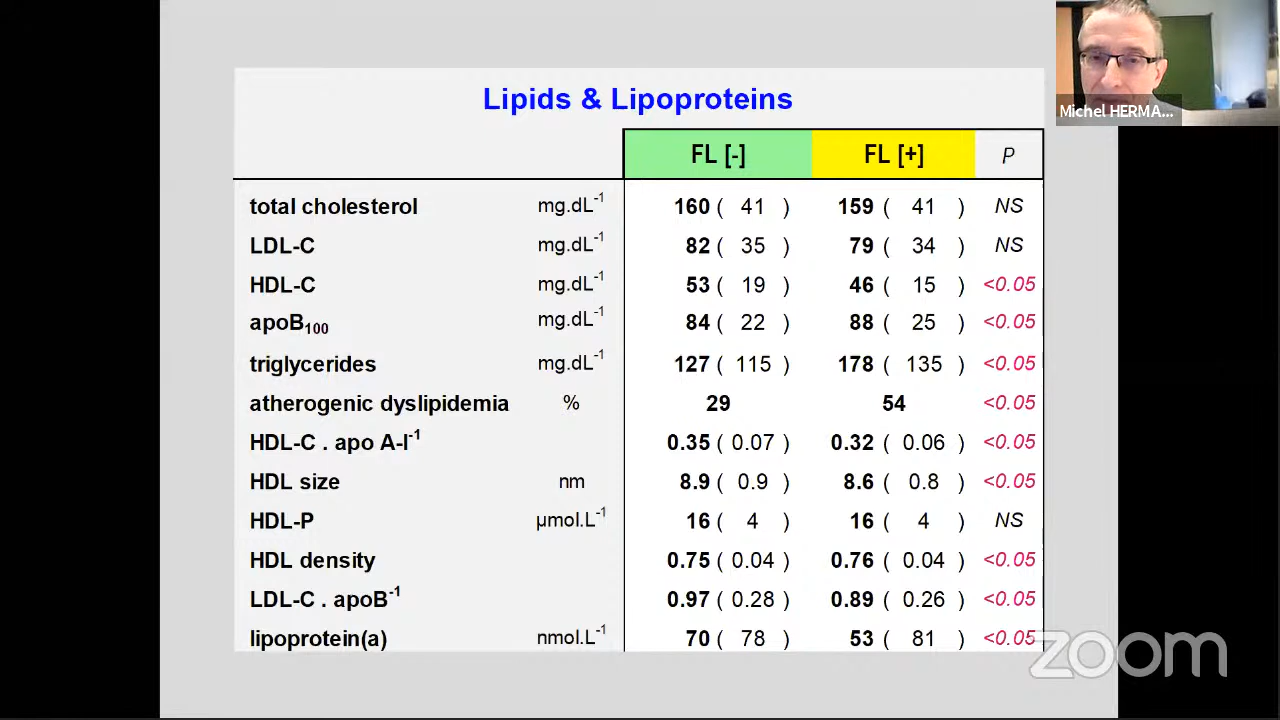 Lipids & Lipoproteins
Michel HERMA...
FL [-] FL [+] P
total cholesterol mg.dL⁻¹ 160 ( 41 ) 159 ( 41 ) NS
LDL-C mg.dL⁻¹ 82 ( 35 ) 79 ( 34 ) NS
HDL-C mg.dL⁻¹ 53 ( 19 ) 46 ( 15 ) <0.05
apoB₁₀₀ mg.dL⁻¹ 84 ( 22 ) 88 ( 25 ) <0.05
triglycerides mg.dL⁻¹ 127 ( 115 ) 178 ( 135 ) <0.05
atherogenic dyslipidemia % 29 54 <0.05
HDL-C . apo A-I⁻¹ 0.35 ( 0.07 ) 0.32 ( 0.06 ) <0.05
HDL size nm 8.9 ( 0.9 ) 8.6 ( 0.8 ) <0.05
HDL-P µmol.L⁻¹ 16 ( 4 ) 16 ( 4 ) NS
HDL density 0.75 ( 0.04 ) 0.76 ( 0.04 ) <0.05
LDL-C . apoB⁻¹ 0.97 ( 0.28 ) 0.89 ( 0.26 ) <0.05
lipoprotein(a) nmol.L⁻¹ 70 ( 78 ) 53 ( 81 ) <0.05
zoom